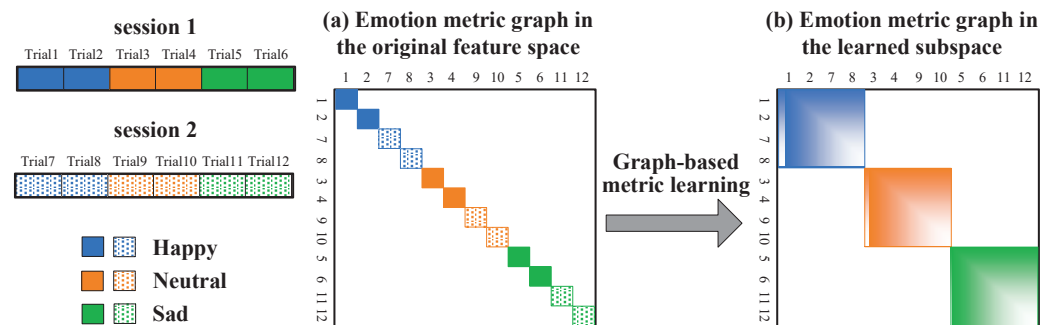 session 1
Trial1 Trial2 Trial3 Trial4 Trial5 Trial6
session 2
Trial7 Trial8 Trial9 Trial10 Trial11 Trial12
Happy
Neutral
Sad
(a) Emotion metric graph in
the original feature space
1 2 7 8 3 4 9 10 5 6 11 12
1
2
7
8
3
4
9
10
5
6
11
12
Graph-based
metric learning
(b) Emotion metric graph in
the learned subspace
1 2 7 8 3 4 9 10 5 6 11 12
1
2
7
8
3
4
9
10
5
6
11
12